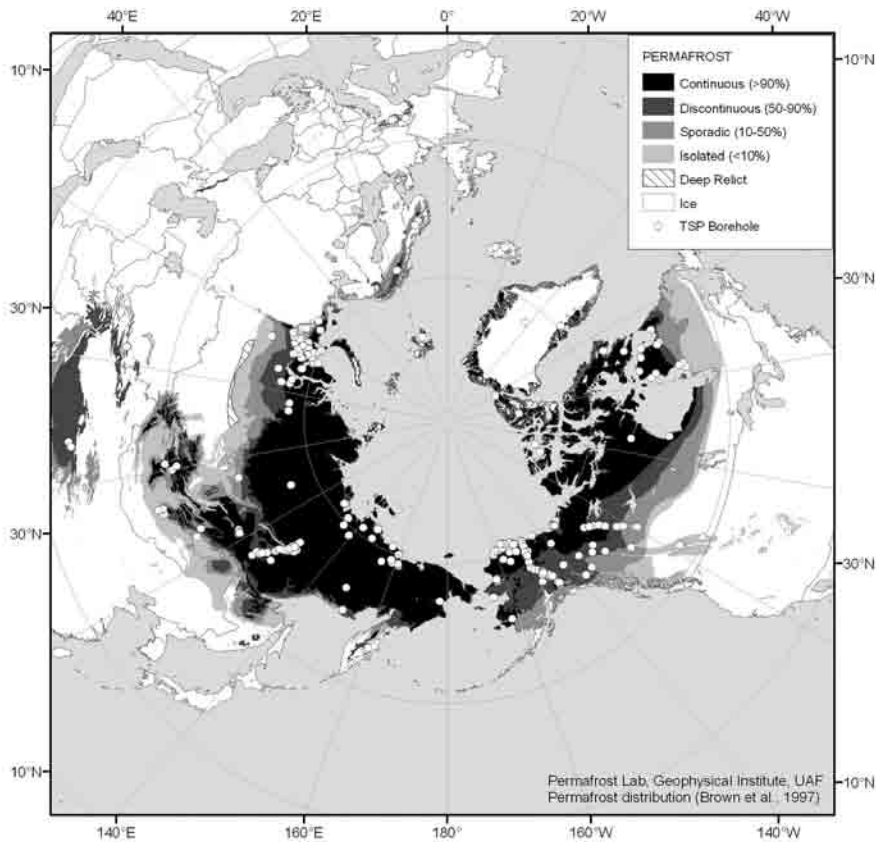 40°E 0° 20°W 40°W
10°N 10°N
PERMAFROST
Continuous (>90%)
Discontinuous (50-90%)
Sporadic (10-50%)
Isolated (<10%)
Deep Relict
Ice
TSP Borehole
30°N 30°N
30°N 30°N
10°N 10°N
Permafrost Lab, Geophysical Institute, UAF
Permafrost distribution (Brown et al., 1997)
140°E 160°E 180° 160°W 140°W